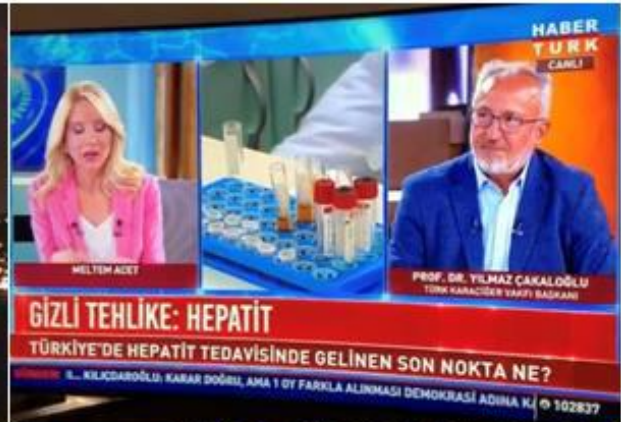 HABER
TURK
CANLI
MELTEM ACET
PROF. DR. YILMAZ ÇAKALOĞLU
TÜRK KARACİĞER VAKFI BAŞKANI
GİZLİ TEHLİKE: HEPATİT
TÜRKİYE'DE HEPATİT TEDAVİSİNDE GELİNEN SON NOKTA NE?
KILIÇDAROĞLU: KARAR DOĞRU, AMA 1 OY FARKLA ALINMASI DEMOKRASİ ADINA
102837